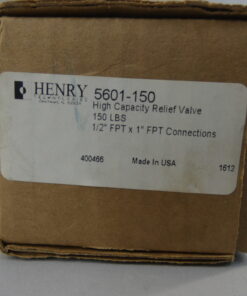 HENRY
TECHNOLOGIES
5601-150
High Capacity Relief Valve
150 LBS
1/2" FPT x 1" FPT Connections
400466 Made In USA 1612